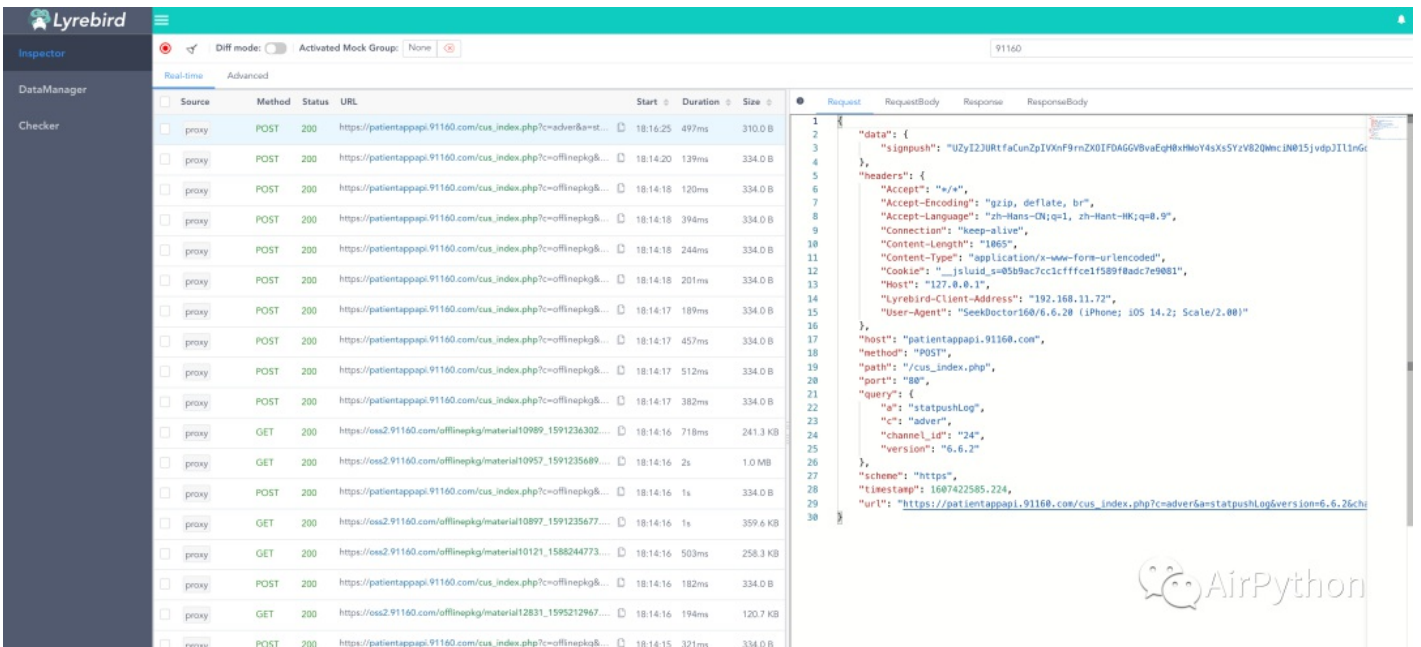 Lyrebird
Inspector
DataManager
Checker
Diff mode: Activated Mock Group: None
91160
Real-time Advanced
Source Method Status URL Start Duration Size
proxy POST 200 https://patientappapi.91160.com/cus_index.php?c=adver&a=st... 18:16:25 497ms 310.0 B
proxy POST 200 https://patientappapi.91160.com/cus_index.php?c=offlinepkg&... 18:14:20 139ms 334.0 B
proxy POST 200 https://patientappapi.91160.com/cus_index.php?c=offlinepkg&... 18:14:18 120ms 334.0 B
proxy POST 200 https://patientappapi.91160.com/cus_index.php?c=offlinepkg&... 18:14:18 394ms 334.0 B
proxy POST 200 https://patientappapi.91160.com/cus_index.php?c=offlinepkg&... 18:14:18 244ms 334.0 B
proxy POST 200 https://patientappapi.91160.com/cus_index.php?c=offlinepkg&... 18:14:18 201ms 334.0 B
proxy POST 200 https://patientappapi.91160.com/cus_index.php?c=offlinepkg&... 18:14:17 189ms 334.0 B
proxy POST 200 https://patientappapi.91160.com/cus_index.php?c=offlinepkg&... 18:14:17 457ms 334.0 B
proxy POST 200 https://patientappapi.91160.com/cus_index.php?c=offlinepkg&... 18:14:17 512ms 334.0 B
proxy POST 200 https://patientappapi.91160.com/cus_index.php?c=offlinepkg&... 18:14:17 382ms 334.0 B
proxy GET 200 https://oss2.91160.com/offlinepkg/material10989_1591236302.... 18:14:16 718ms 241.3 KB
proxy GET 200 https://oss2.91160.com/offlinepkg/material10957_1591235689.... 18:14:16 2s 1.0 MB
proxy POST 200 https://patientappapi.91160.com/cus_index.php?c=offlinepkg&... 18:14:16 1s 334.0 B
proxy GET 200 https://oss2.91160.com/offlinepkg/material10897_1591235677.... 18:14:16 1s 359.6 KB
proxy GET 200 https://oss2.91160.com/offlinepkg/material10121_1588244773.... 18:14:16 503ms 258.3 KB
proxy POST 200 https://patientappapi.91160.com/cus_index.php?c=offlinepkg&... 18:14:16 182ms 334.0 B
proxy GET 200 https://oss2.91160.com/offlinepkg/material12831_1595212967.... 18:14:16 194ms 120.7 KB
proxy POST 200 https://patientappapi.91160.com/cus_index.php?c=offlinepkg&... 18:14:15 321ms 334.0 B
Request RequestBody Response ResponseBody
1 {
2 "data": {
3 "signpush":
4 },
5 "headers": {
6 "Accept": "*/*",
7 "Accept-Encoding": "gzip, deflate, br",
8 "Accept-Language": "zh-Hans-CN;q=1, zh-Hant-HK;q=0.9",
9 "Connection": "keep-alive",
10 "Content-Length": "1065",
11 "Content-Type": "application/x-www-form-urlencoded",
12 "Cookie": "__jsluid_s=05b9ac7cc1cfffce1f589f0adc7e9081",
13 "Host": "127.0.0.1",
14 "Lyrebird-Client-Address": "192.168.11.72",
15 "User-Agent": "SeekDoctor160/6.6.20 (iPhone; iOS 14.2; Scale/2.00)"
16 },
17 "host": "patientappapi.91160.com",
18 "method": "POST",
19 "path": "/cus_index.php",
20 "port": "80",
21 "query": {
22 "a": "statpushLog",
23 "c": "adver",
24 "channel_id": "24",
25 "version": "6.6.2"
26 },
27 "scheme": "https",
28 "timestamp": 1607422585.224,
29 "url": "https://patientappapi.91160.com/cus_index.php?c=adver&a=statpushLog&version=6.6.2&cha
30 }
AirPython